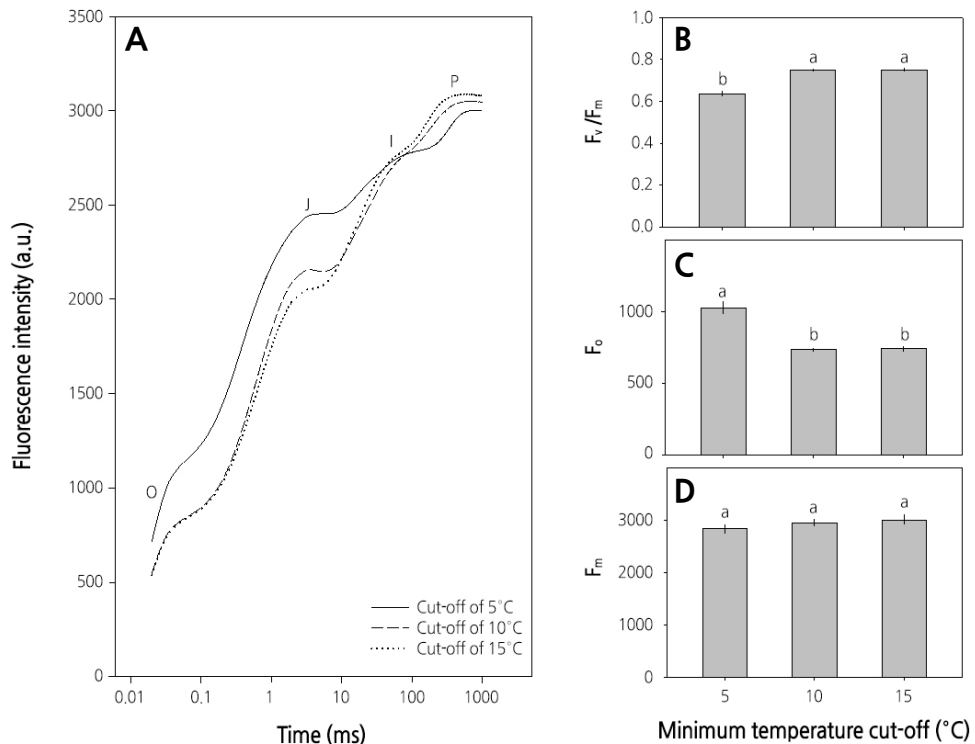 A
3500
3000
2500
2000
1500
1000
500
0
Fluorescence intensity (a.u.)
O
J
I
P
Cut-off of 5°C
Cut-off of 10°C
Cut-off of 15°C
0.01 0.1 1 10 100 1000
Time (ms)
B
1.0
0.8
0.6
0.4
0.2
0.0
Fv /Fm
b a a
C
1000
500
0
Fo
a b b
D
3000
2000
1000
0
Fm
a a a
5 10 15
Minimum temperature cut-off (°C)